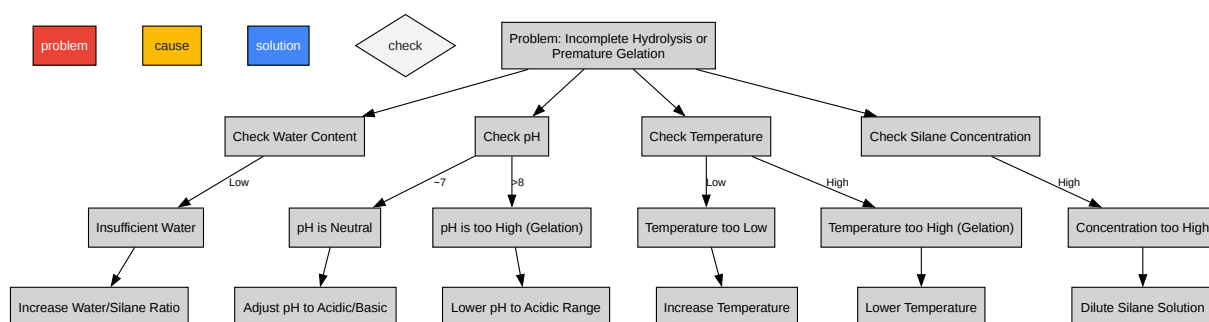 problem
cause
solution
check
Problem: Incomplete Hydrolysis or
Premature Gelation
Check Water Content
Check pH
Check Temperature
Check Silane Concentration
Low
~7
>8
Low
High
High
Insufficient Water
pH is Neutral
pH is too High (Gelation)
Temperature too Low
Temperature too High (Gelation)
Concentration too High
Increase Water/Silane Ratio
Adjust pH to Acidic/Basic
Lower pH to Acidic Range
Increase Temperature
Lower Temperature
Dilute Silane Solution